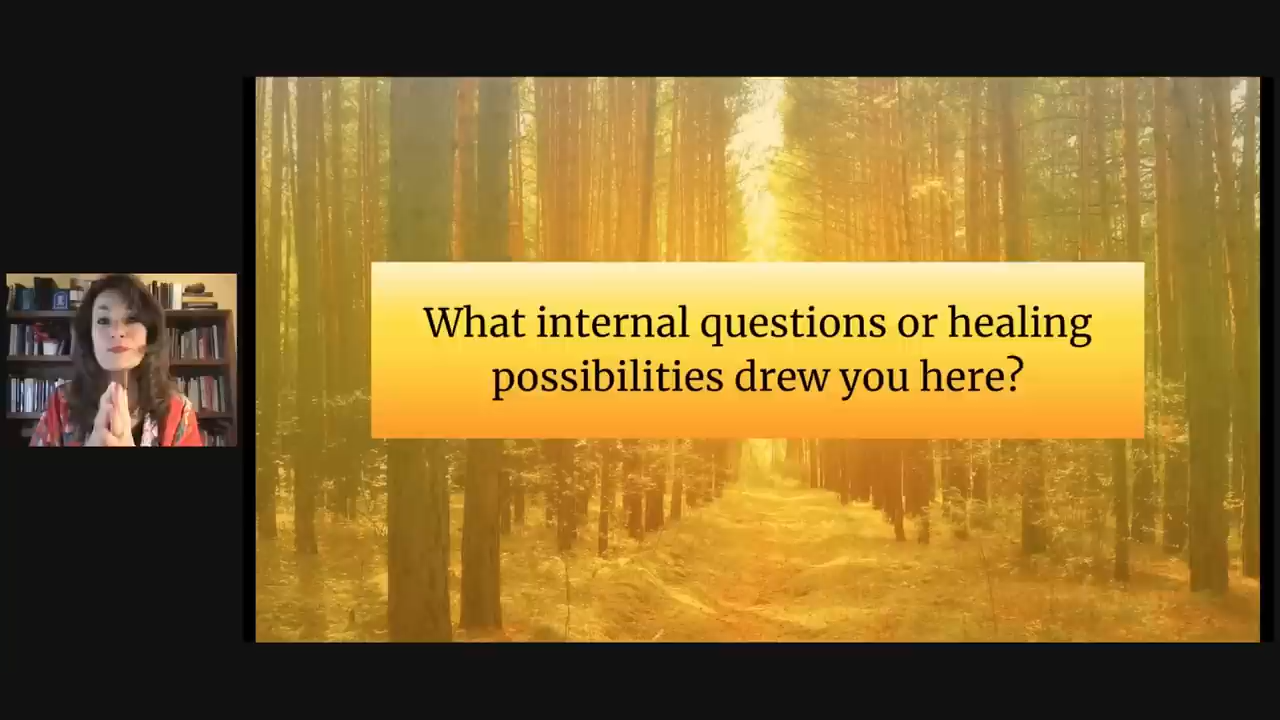 What internal questions or healing
possibilities drew you here?